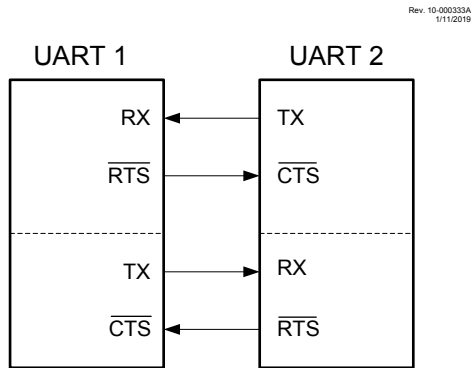 Rev. 10-000333A
1/11/2019
UART 1 UART 2
RX TX
RTS CTS
TX RX
CTS RTS